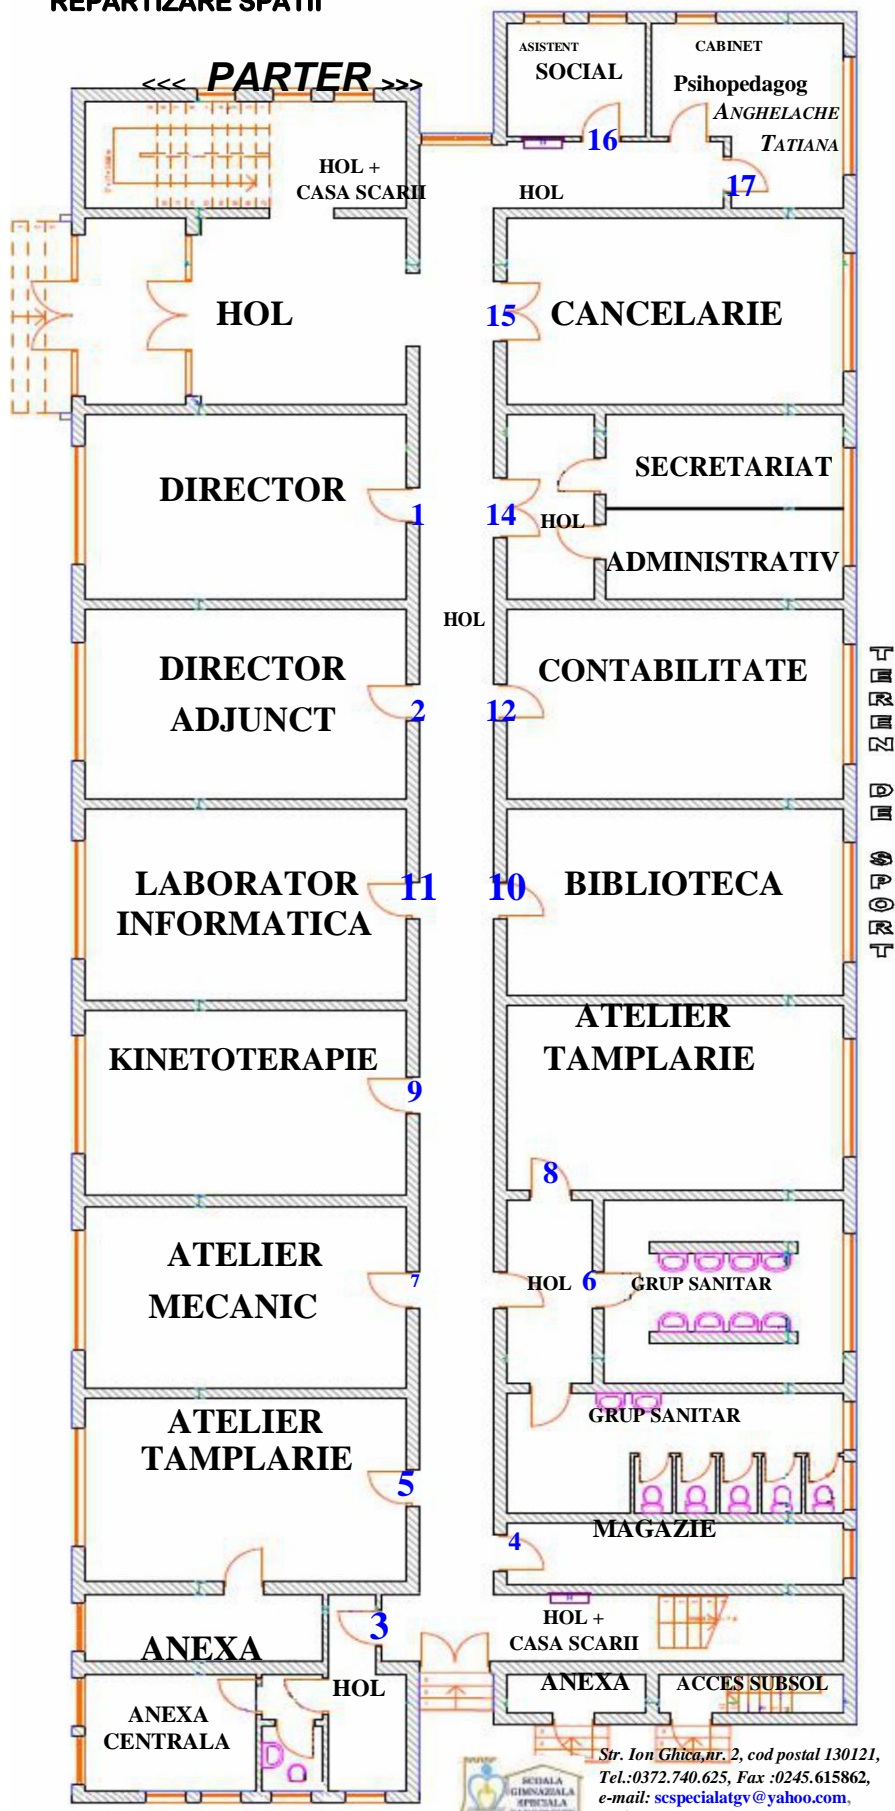 REPARTIZARE SPATII
<<< PARTER >>>
ASISTENT
SOCIAL
CABINET
Psihopedagog
ANGHELACHE
TATIANA
16
17
HOL +
CASA SCARII
HOL
HOL
15
CANCELARIE
DIRECTOR
1
14
HOL
SECRETARIAT
ADMINISTRATIV
HOL
DIRECTOR
ADJUNCT
2
12
CONTABILITATE
TEREN DE SPORT
LABORATOR
INFORMATICA
11
10
BIBLIOTECA
KINETOTERAPIE
9
ATELIER
TAMPLARIE
8
ATELIER
MECANIC
7
HOL
6
GRUP SANITAR
GRUP SANITAR
ATELIER
TAMPLARIE
5
MAGAZIE
4
ANEXA
3
HOL +
CASA SCARII
HOL
ANEXA
CENTRALA
ANEXA
ACCES SUBSOL
SCOALA
GIMNAZIALA
SPECIALA
Str. Ion Ghica,nr. 2, cod postal 130121,
Tel.:0372.740.625, Fax :0245.615862,
e-mail: scspecialatgv@yahoo.com,